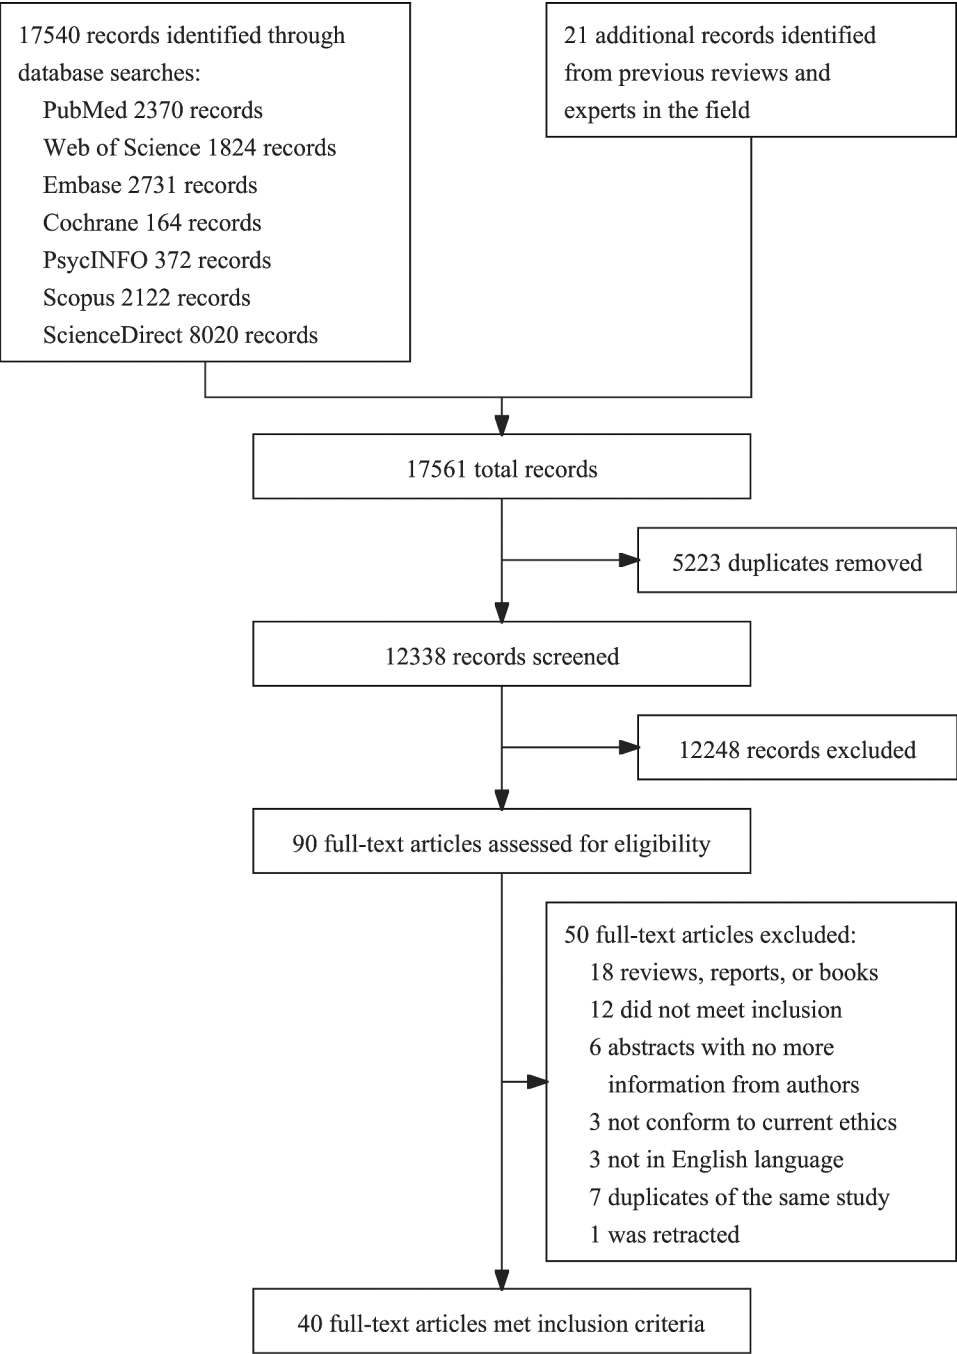 17540 records identified through
database searches:
PubMed 2370 records
Web of Science 1824 records
Embase 2731 records
Cochrane 164 records
PsycINFO 372 records
Scopus 2122 records
ScienceDirect 8020 records
21 additional records identified
from previous reviews and
experts in the field
17561 total records
5223 duplicates removed
12338 records screened
12248 records excluded
90 full-text articles assessed for eligibility
50 full-text articles excluded:
18 reviews, reports, or books
12 did not meet inclusion
6 abstracts with no more
information from authors
3 not conform to current ethics
3 not in English language
7 duplicates of the same study
1 was retracted
40 full-text articles met inclusion criteria